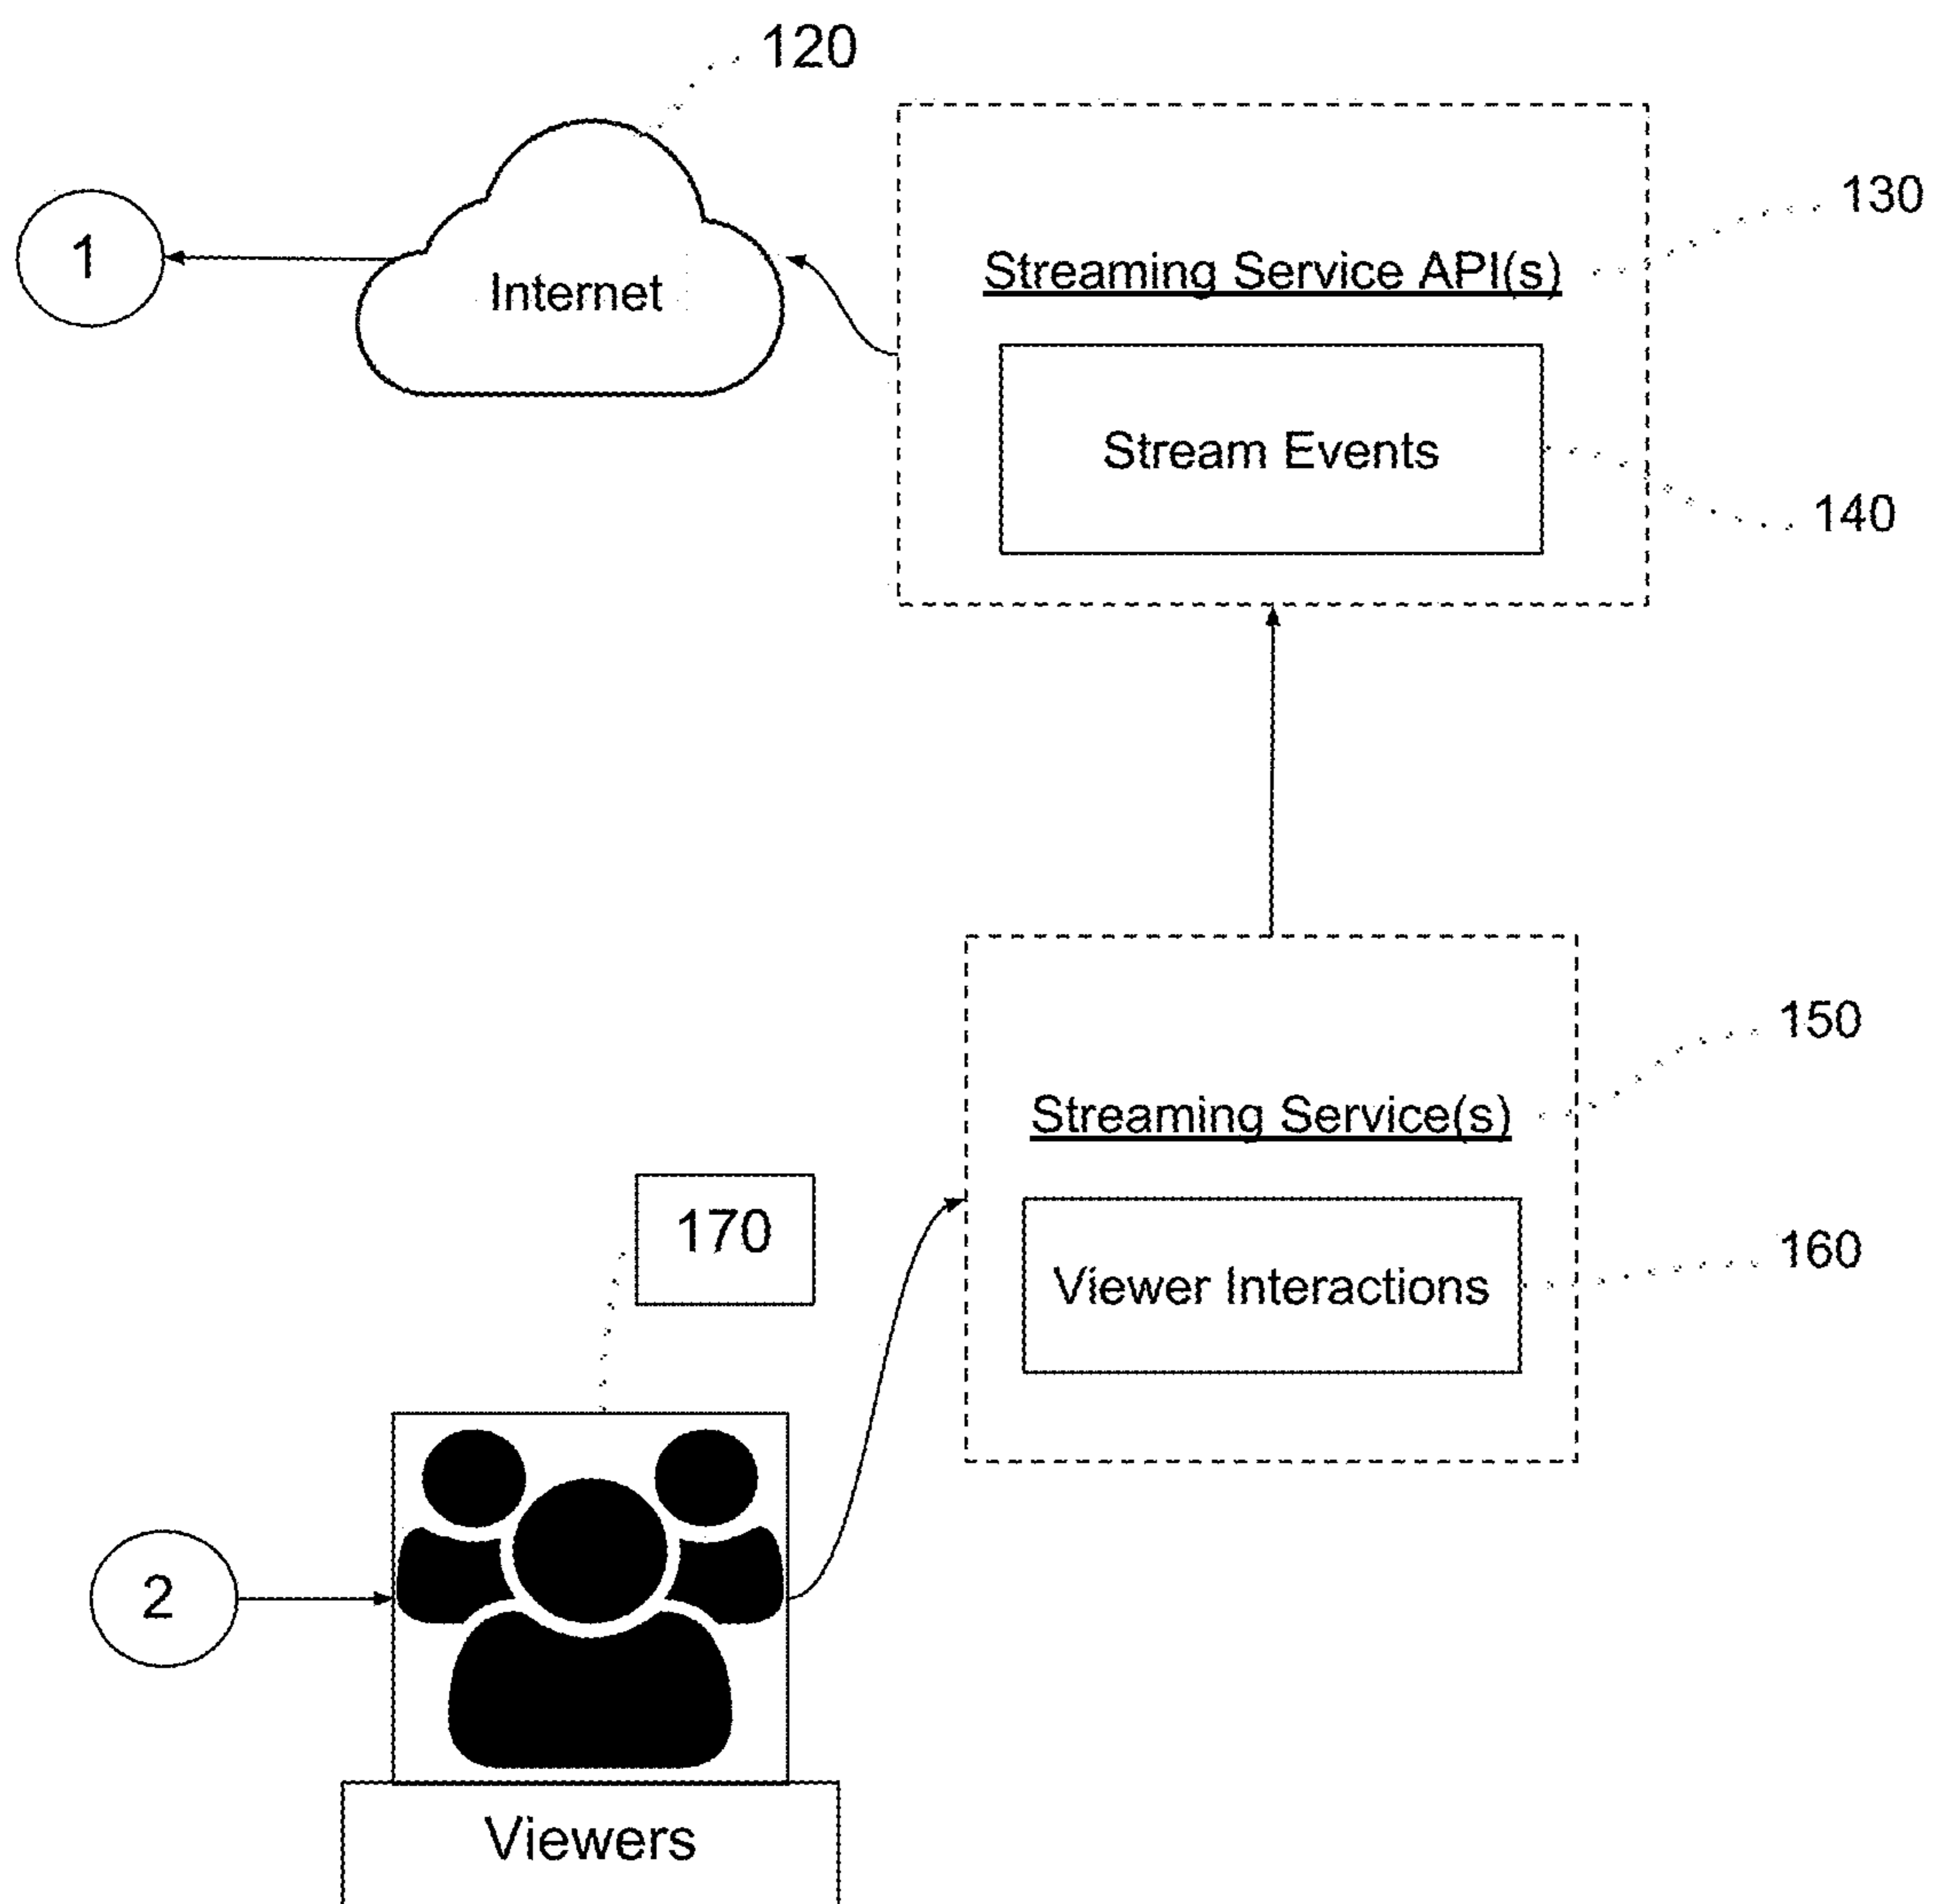 120
130
1
Internet
Streaming Service API(s)
Stream Events
140
150
Streaming Service(s)
170
160
Viewer Interactions
2
Viewers